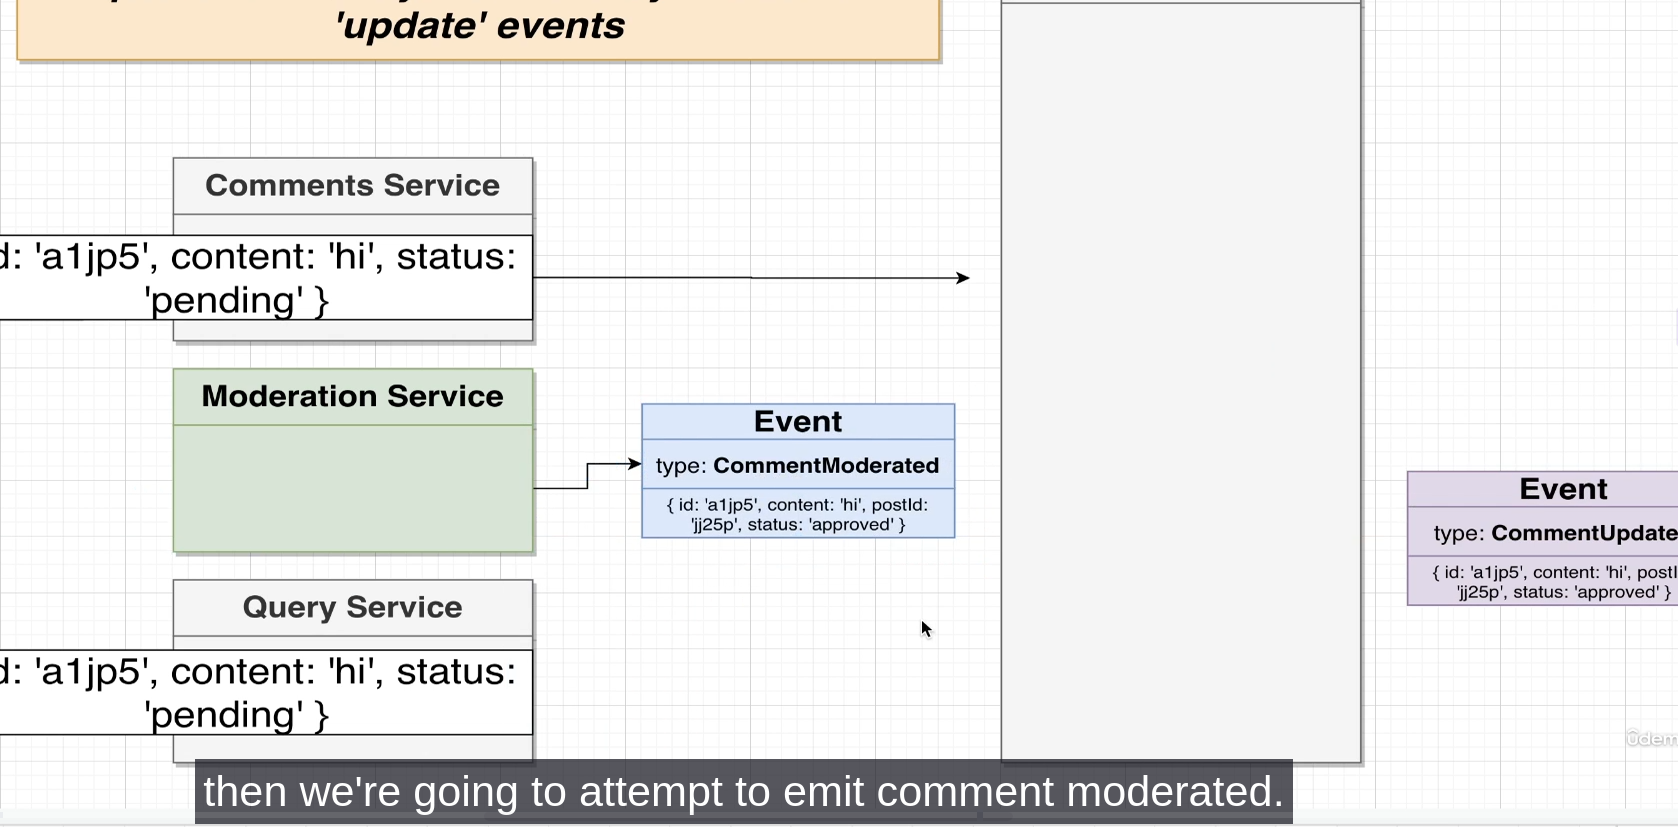 'update' events
Comments Service
d: 'a1jp5', content: 'hi', status:
'pending' }
Moderation Service
Event
type: CommentModerated
{ id: 'a1jp5', content: 'hi', postId:
'jj25p', status: 'approved' }
Event
type: CommentUpdate
{ id: 'a1jp5', content: 'hi', postI
'jj25p', status: 'approved' }
Query Service
d: 'a1jp5', content: 'hi', status:
'pending' }
ûdem
then we're going to attempt to emit comment moderated.